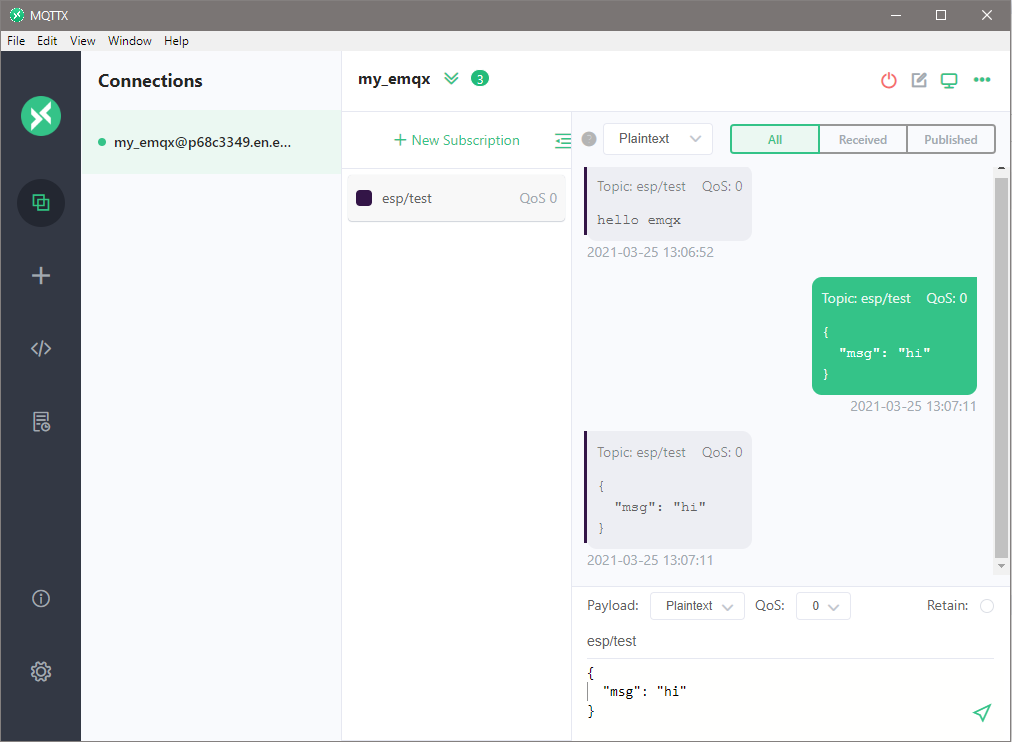 MQTTX
File Edit View Window Help
Connections
my_emqx@p68c3349.en.e...
my_emqx 3
+ New Subscription
esp/test QoS 0
Plaintext
All Received Published
Topic: esp/test QoS: 0
hello emqx
2021-03-25 13:06:52
Topic: esp/test QoS: 0
{
"msg": "hi"
}
2021-03-25 13:07:11
Topic: esp/test QoS: 0
{
"msg": "hi"
}
2021-03-25 13:07:11
Payload: Plaintext QoS: 0 Retain:
esp/test
{
"msg": "hi"
}